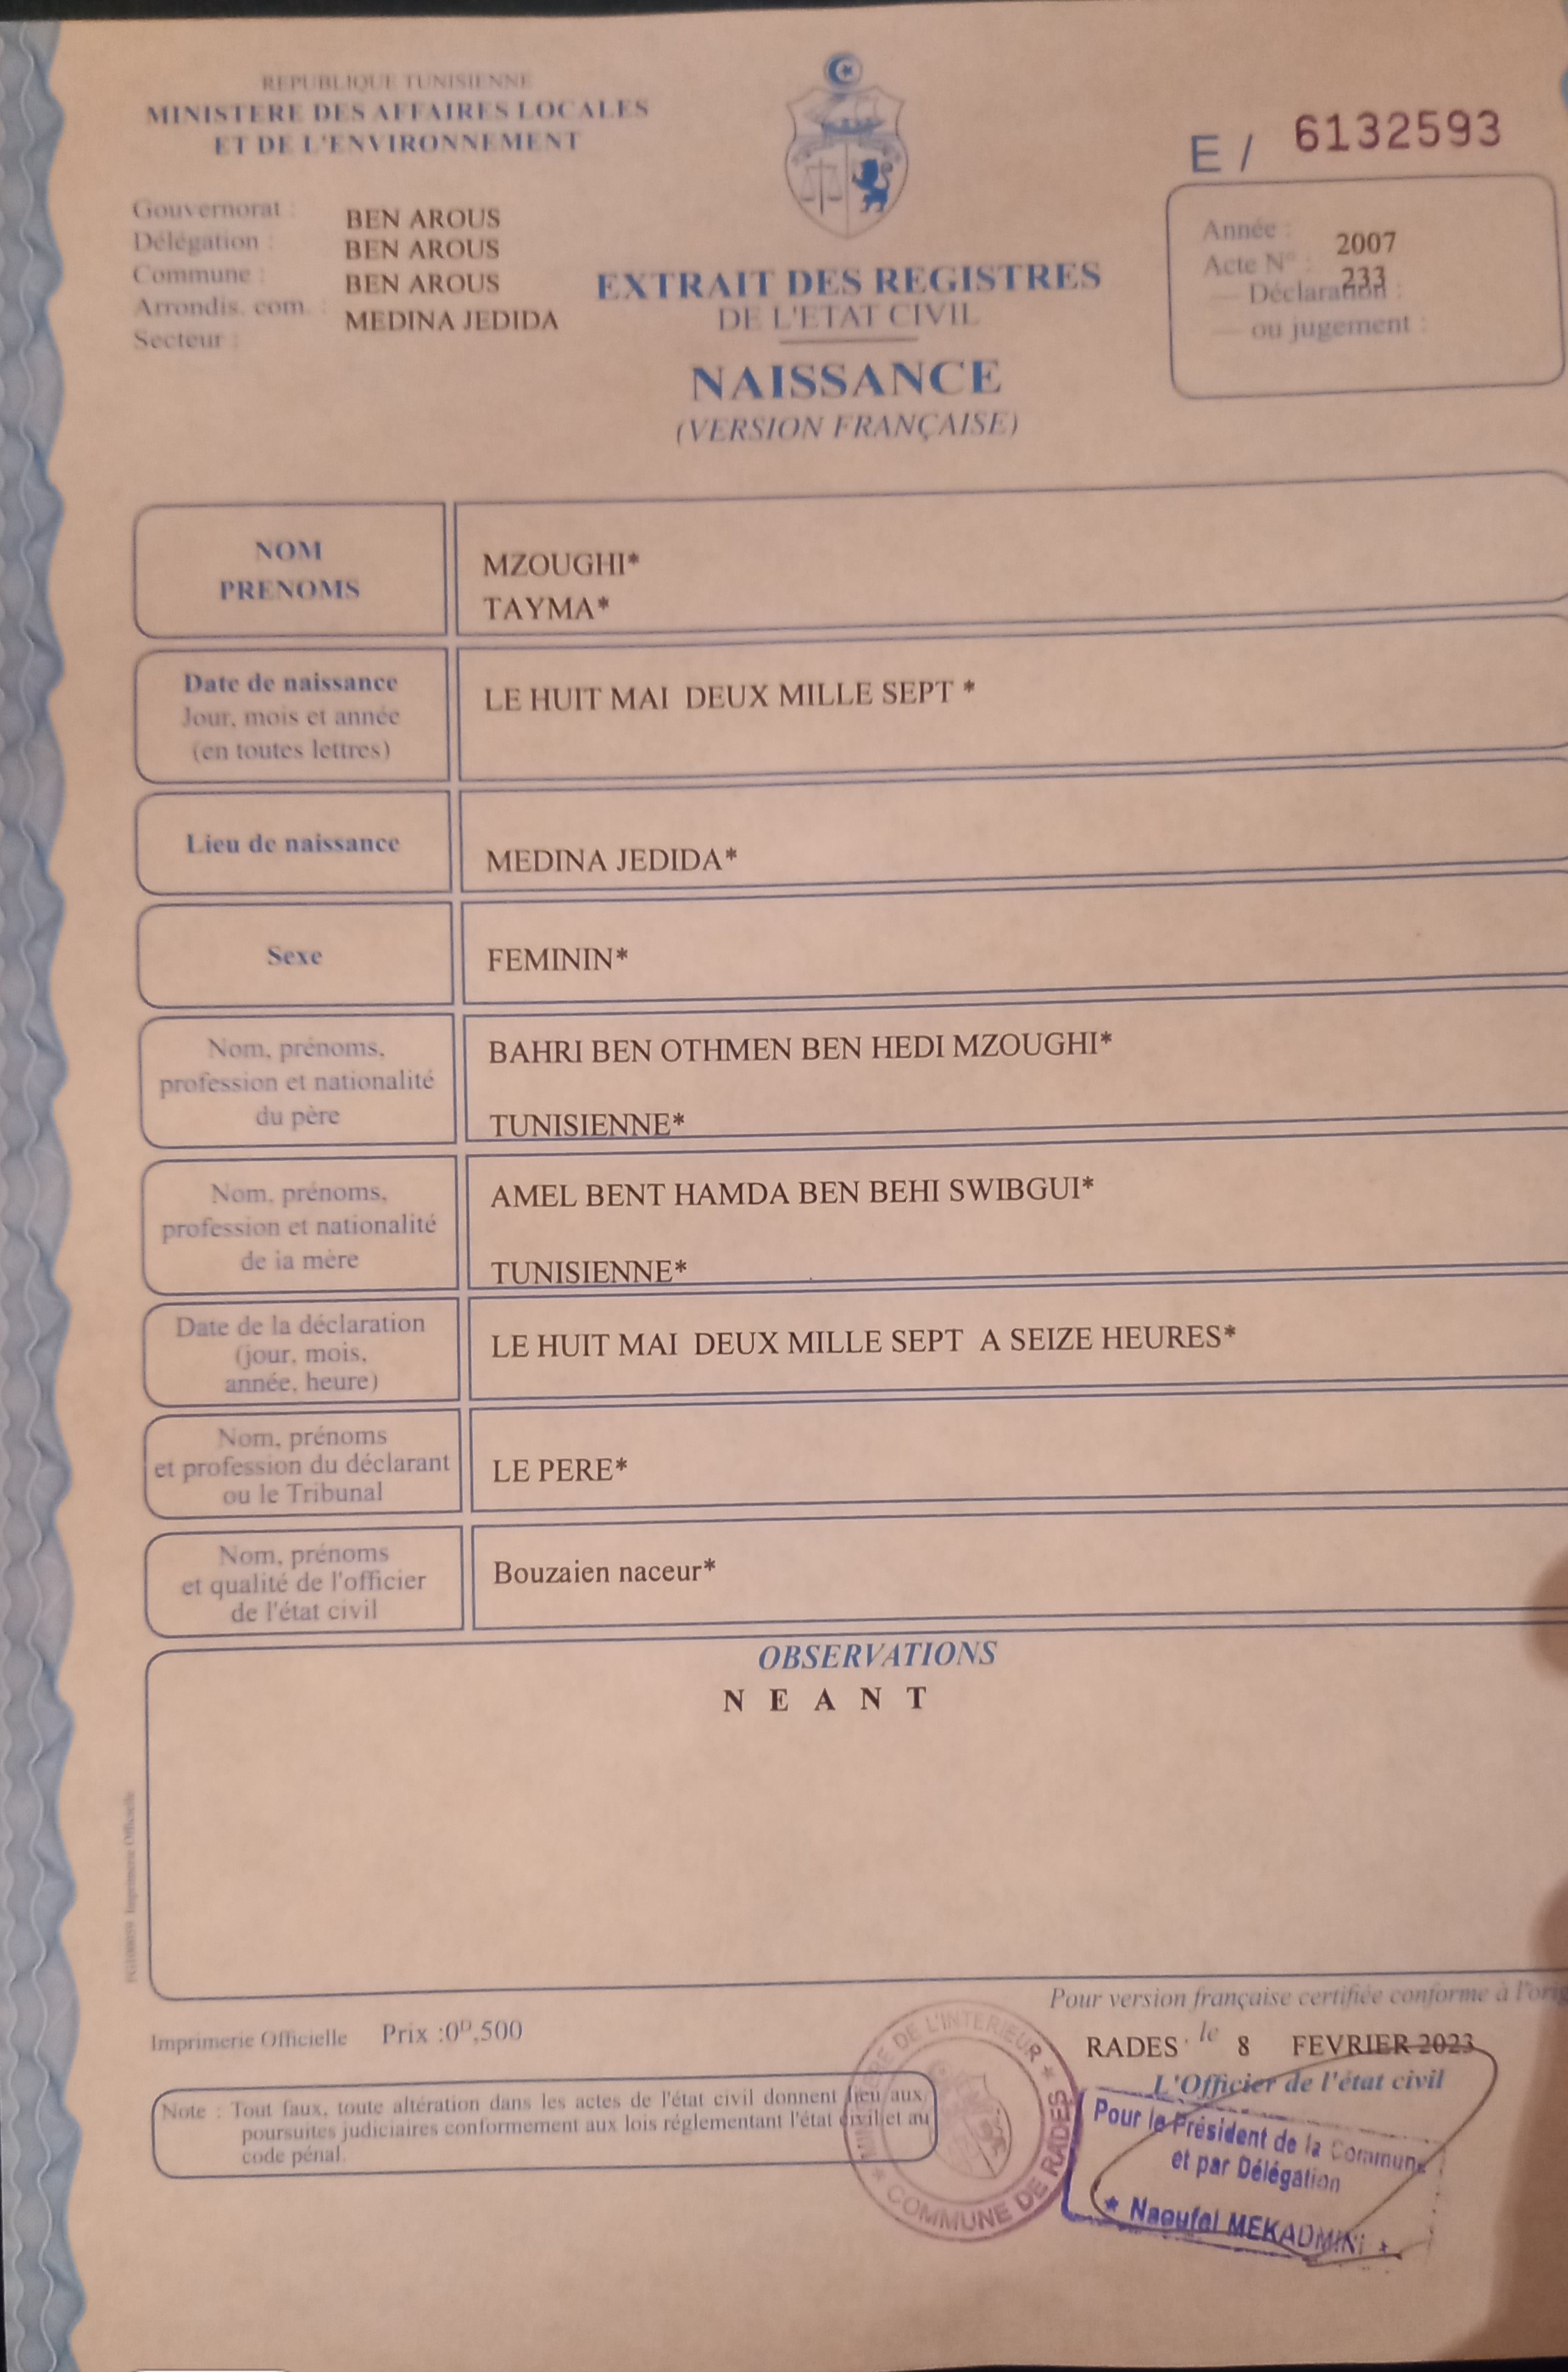 REPUBLIQUE TUNISIENNE
MINISTERE DES AFFAIRES LOCALES
ET DE L'ENVIRONNEMENT
E / 6132593
Gouvernorat : BEN AROUS
Délégation : BEN AROUS
Commune : BEN AROUS
Arrondis. com. : MEDINA JEDIDA
Secteur :
EXTRAIT DES REGISTRES
DE L'ETAT CIVIL
NAISSANCE
(VERSION FRANÇAISE)
Année : 2007
Acte N° : 233
— Déclaration :
— ou jugement :
NOM
PRENOMS
MZOUGHI*
TAYMA*
Date de naissance
Jour, mois et année
(en toutes lettres)
LE HUIT MAI DEUX MILLE SEPT *
Lieu de naissance
MEDINA JEDIDA*
Sexe
FEMININ*
Nom, prénoms,
profession et nationalité
du père
BAHRI BEN OTHMEN BEN HEDI MZOUGHI*
TUNISIENNE*
Nom, prénoms,
profession et nationalité
de la mère
AMEL BENT HAMDA BEN BEHI SWIBGUI*
TUNISIENNE*
Date de la déclaration
(jour, mois,
année, heure)
LE HUIT MAI DEUX MILLE SEPT A SEIZE HEURES*
Nom, prénoms
et profession du déclarant
ou le Tribunal
LE PERE*
Nom, prénoms
et qualité de l'officier
de l'état civil
Bouzaien naceur*
OBSERVATIONS
N E A N T
Imprimerie Officielle
Pour version française certifiée conforme à l'orig
Imprimerie Officielle Prix :0ᴰ,500
RADES · le 8 FEVRIER 2023
L'Officier de l'état civil
Note : Tout faux, toute altération dans les actes de l'état civil donnent lieu aux
poursuites judiciaires conformement aux lois réglementant l'état civil et au
code pénal.
DE L'INTERIEUR
COMMUNE DE RADES
Pour le Président de la Commune
et par Délégation
* Naoufel MEKADMINI *